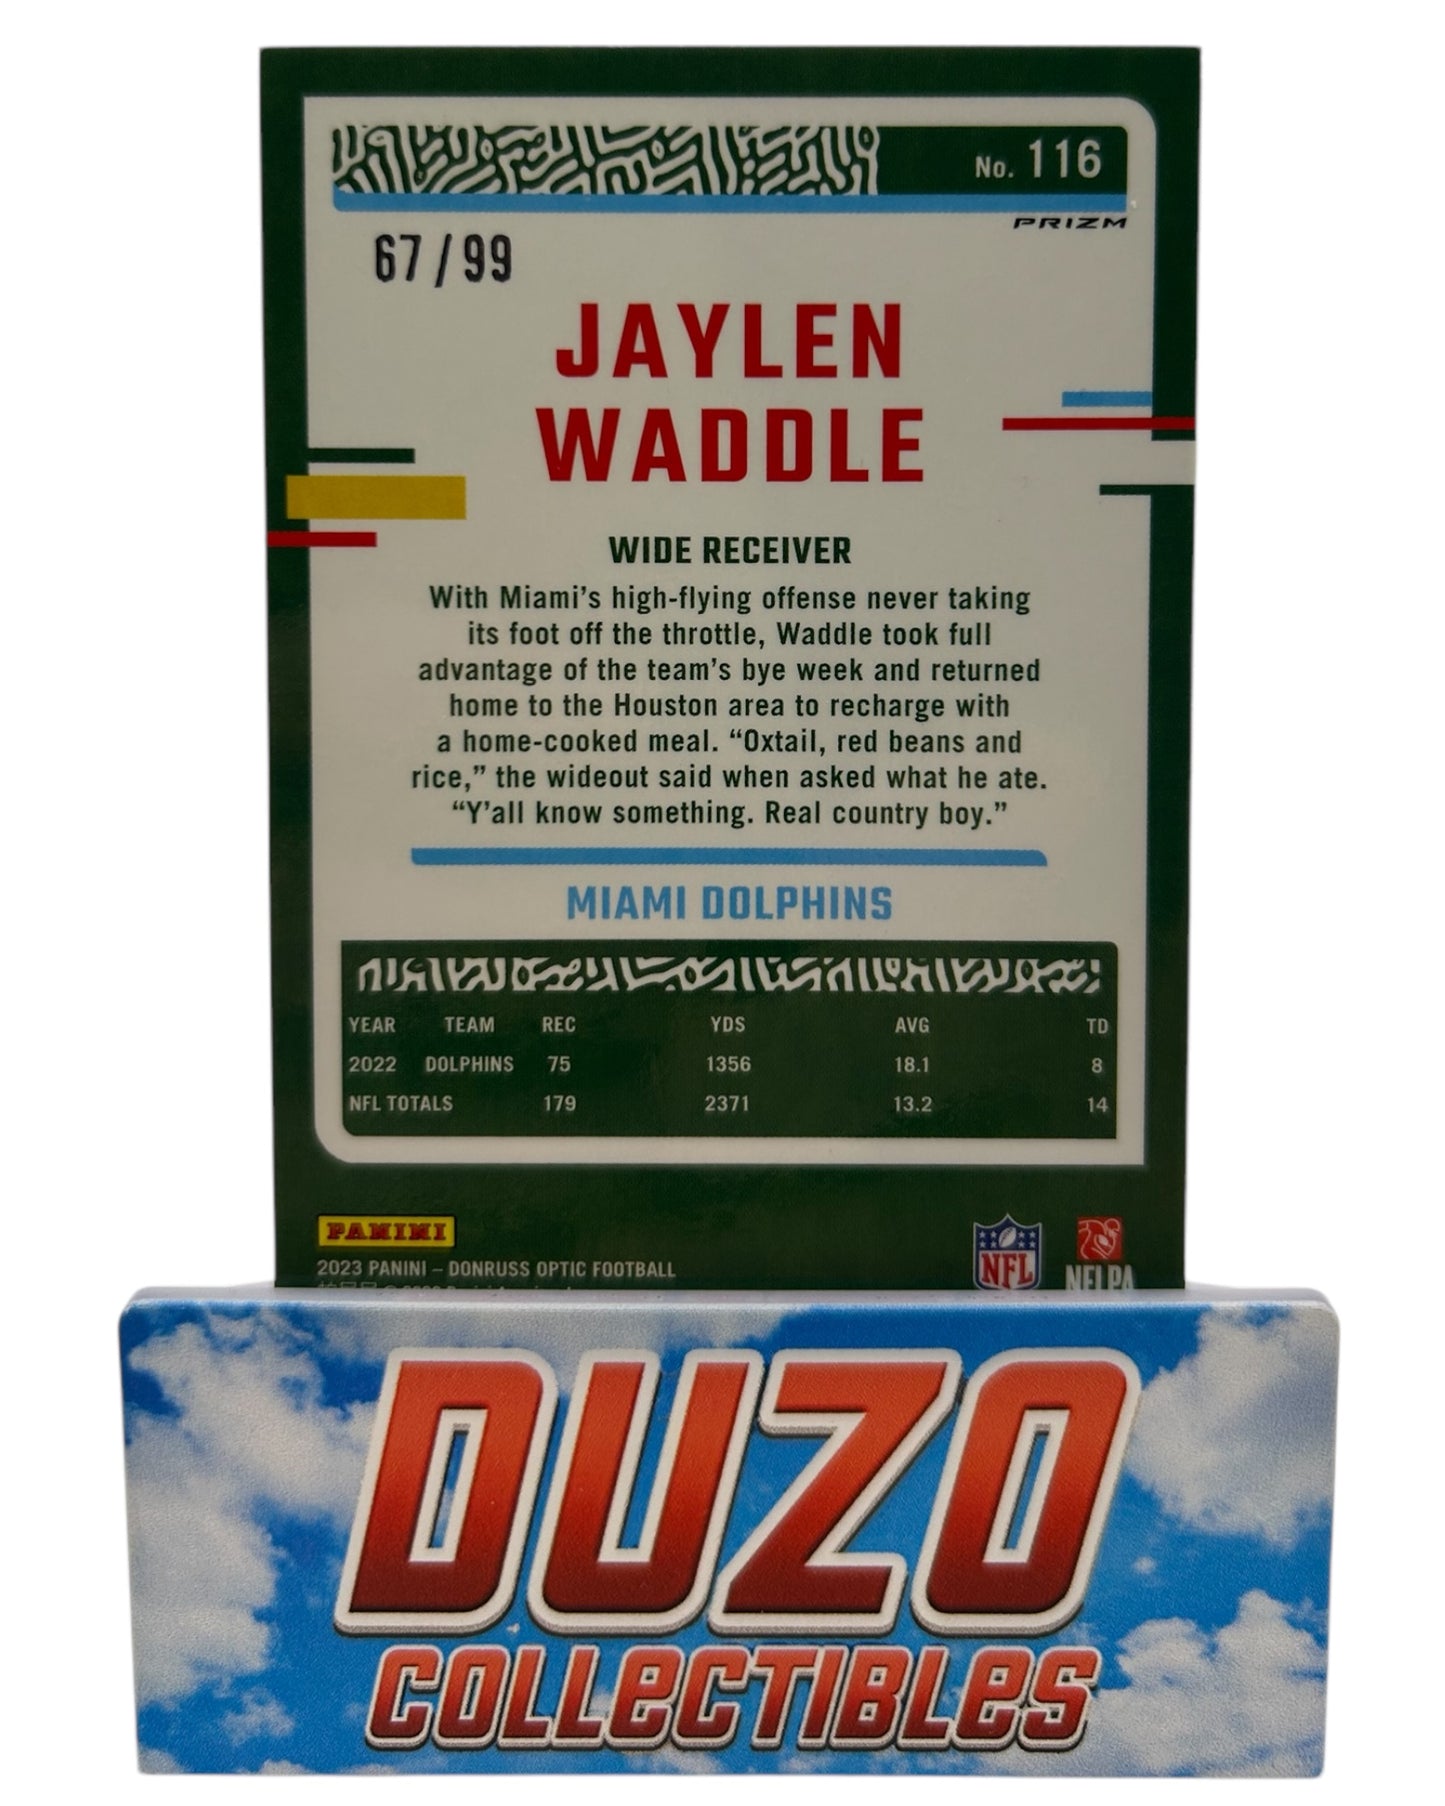 No. 116
PRIZM
67/99
JAYLEN
WADDLE
WIDE RECEIVER
With Miami's high-flying offense never taking
its foot off the throttle, Waddle took full
advantage of the team's bye week and returned
home to the Houston area to recharge with
a home-cooked meal. "Oxtail, red beans and
rice," the wideout said when asked what he ate.
"Y'all know something. Real country boy."
MIAMI DOLPHINS
YEAR TEAM REC YDS AVG TD
2022 DOLPHINS 75 1356 18.1 8
NFL TOTALS 179 2371 13.2 14
PANINI
NFL
NFLPA
2023 PANINI – DONRUSS OPTIC FOOTBALL
DUZO
COLLECTIBLES